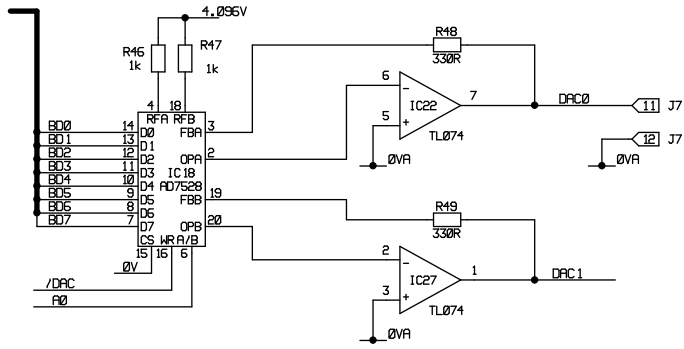 4.096V
R46
1k
R47
1k
R48
330R
4 18
RFA RFB
BD0 14 D0 FBA 3
BD1 13 D1
BD2 12 D2 OPA 2
BD3 11 D3 IC18
BD4 10 D4 AD7528
BD5 9 D5 FBB 19
BD6 8 D6
BD7 7 D7 OPB 20
CS WR A/B
15 16 6
0V
/DAC
A0
6 -
5 +
7
IC22
TL074
0VA
DAC0
11 J7
12 J7
0VA
R49
330R
2 -
3 +
1
IC27
TL074
0VA
DAC1